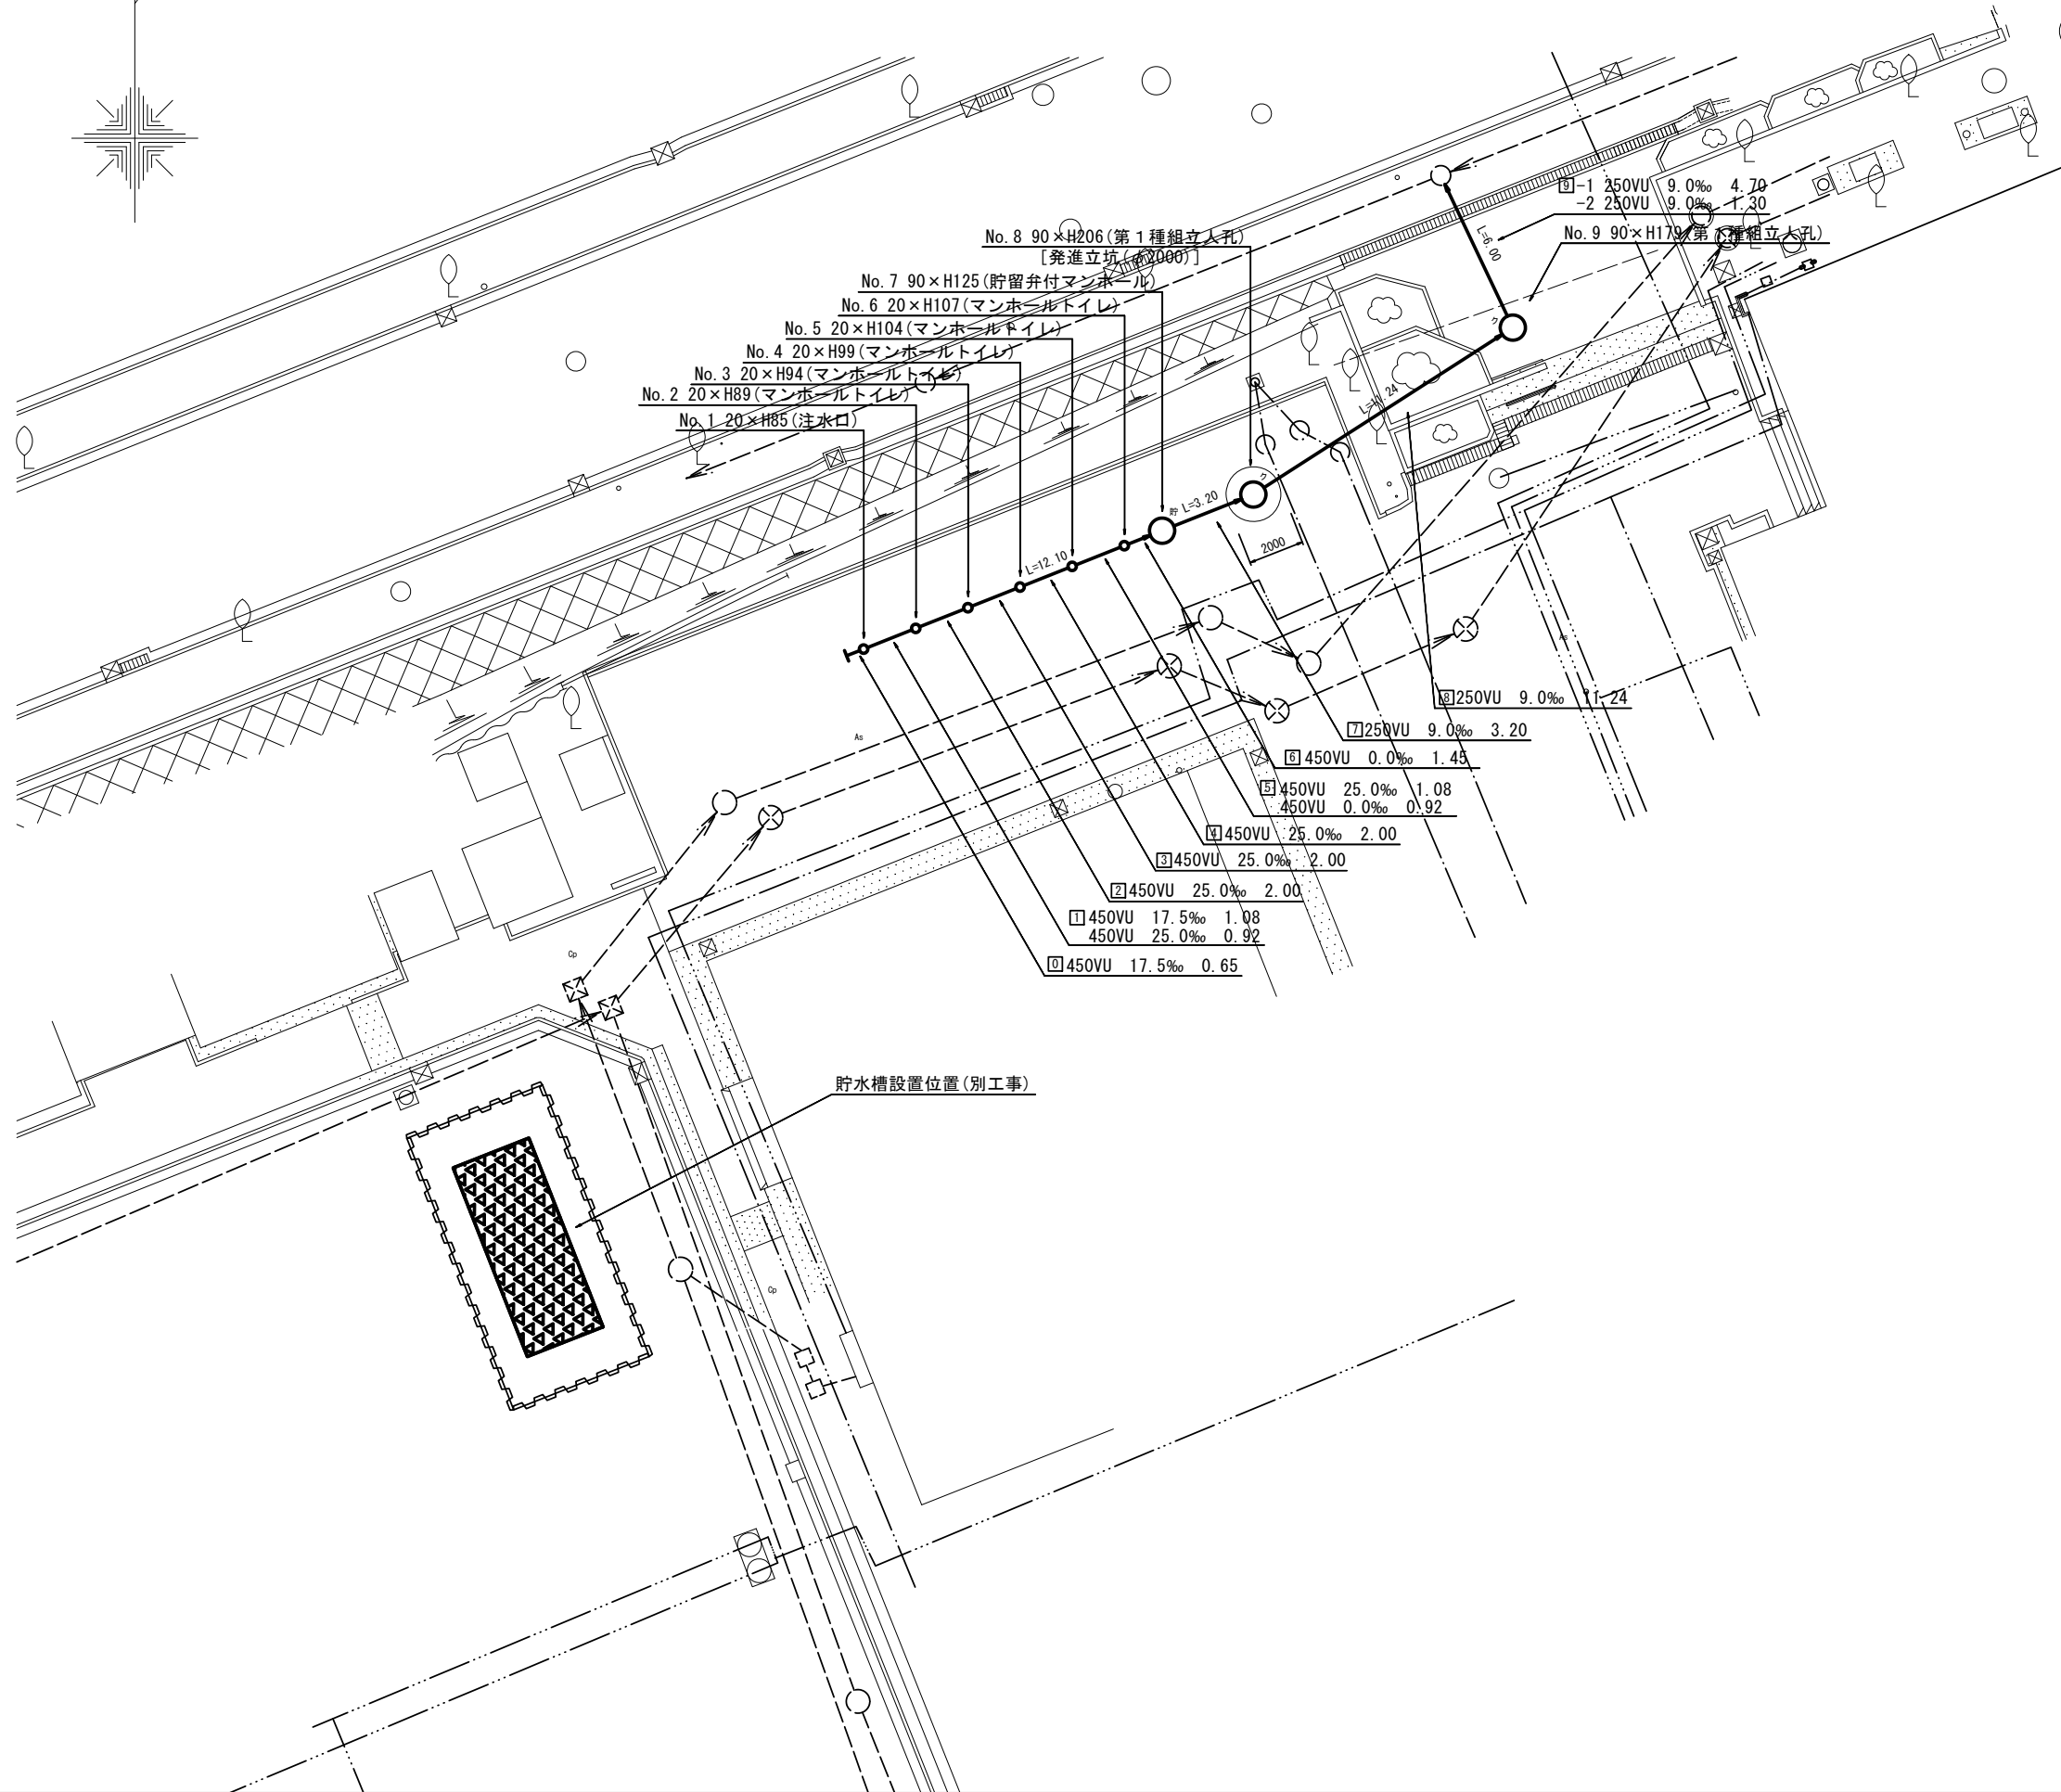 ⑨-1 250VU 9.0‰ 4.70
-2 250VU 9.0‰ 1.30
No.9 90×H179(第1種組立人孔)
No.8 90×H206(第1種組立人孔)
[発進立坑(φ2000)]
No.7 90×H125(貯留弁付マンホール)
No.6 20×H107(マンホールトイレ)
No.5 20×H104(マンホールトイレ)
No.4 20×H99(マンホールトイレ)
No.3 20×H94(マンホールトイレ)
No.2 20×H89(マンホールトイレ)
No.1 20×H85(注水口)
L=6.00
ク
L=11.24
ク
貯
L=3.20
2000
L=12.10
As
As
8 250VU 9.0‰ 11.24
7 250VU 9.0‰ 3.20
6 450VU 0.0‰ 1.45
5 450VU 25.0‰ 1.08
450VU 0.0‰ 0.92
4 450VU 25.0‰ 2.00
3 450VU 25.0‰ 2.00
2 450VU 25.0‰ 2.00
1 450VU 17.5‰ 1.08
450VU 25.0‰ 0.92
0 450VU 17.5‰ 0.65
Cp
貯水槽設置位置(別工事)
Cp